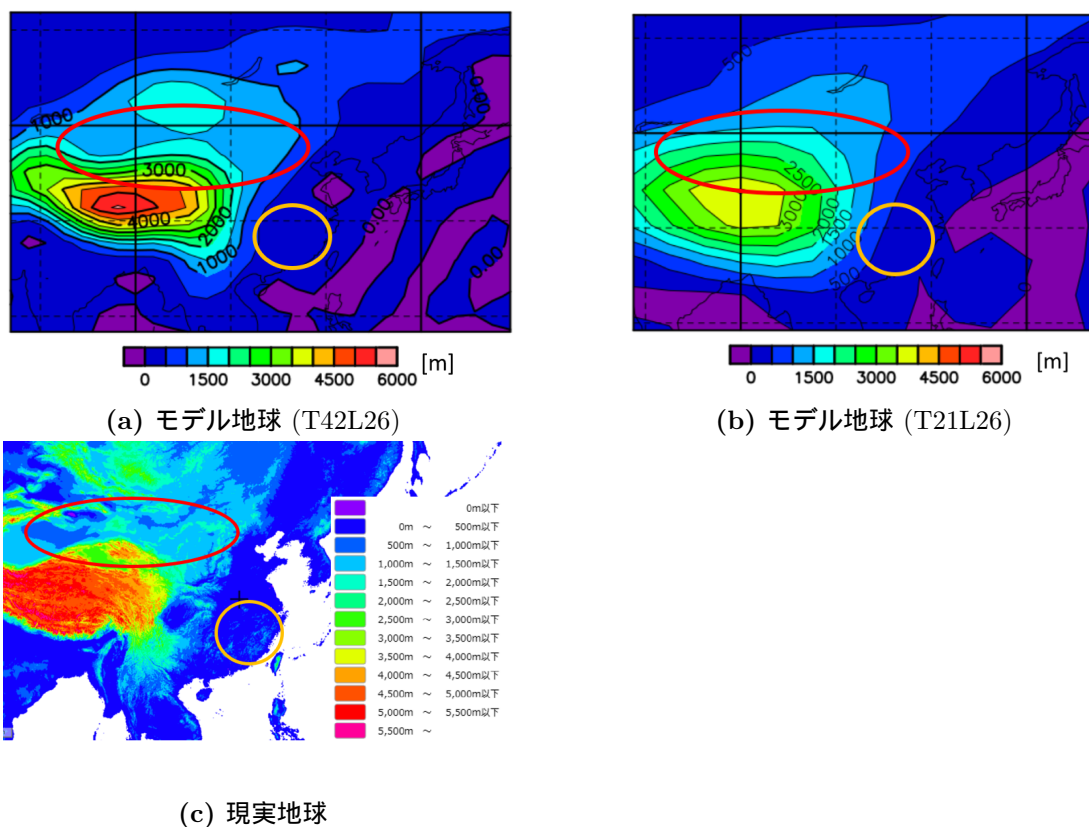 1000
3000
4000
2000
1000
0.00
0.00
0.00
0 1500 3000 4500 6000 [m]
(a) モデル地球 (T42L26)
500
2500
3000
2000
1500
1000
500
0 1500 3000 4500 6000 [m]
(b) モデル地球 (T21L26)
0m以下
0m ～ 500m以下
500m ～ 1,000m以下
1,000m ～ 1,500m以下
1,500m ～ 2,000m以下
2,000m ～ 2,500m以下
2,500m ～ 3,000m以下
3,000m ～ 3,500m以下
3,500m ～ 4,000m以下
4,000m ～ 4,500m以下
4,500m ～ 5,000m以下
5,000m ～ 5,500m以下
5,500m ～
(c) 現実地球